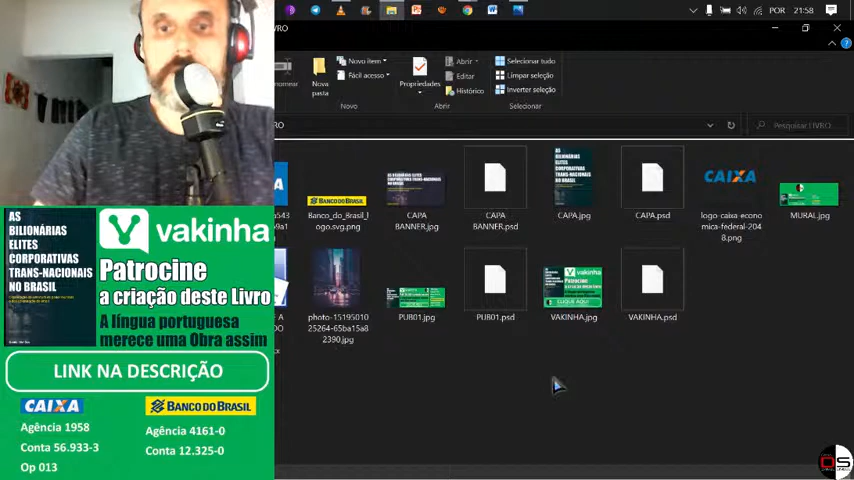 POR
21:58
IVRO
Novo item
Fácil acesso
nomear
Nova
pasta
Novo
Propriedades
Abrir
Editar
Histórico
Abrir
Selecionar tudo
Limpar seleção
Inverter seleção
Selecionar
RO
Pesquisar LIVRO
a543
b9a1
Banco_do_Brasil_l
ogo.svg.png
CAPA
BANNER.jpg
CAPA
BANNER.psd
CAPA.jpg
CAPA.psd
CAIXA
logo-caixa-econo
mica-federal-204
8.png
MURAL.jpg
photo-15195010
25264-65ba15a8
2390.jpg
PUB01.jpg
PUB01.psd
VAKINHA.jpg
VAKINHA.psd
AS
BILIONÁRIAS
ELITES
CORPORATIVAS
TRANS-NACIONAIS
NO BRASIL
vakinha
Patrocine
a criação deste Livro
A língua portuguesa
merece uma Obra assim
LINK NA DESCRIÇÃO
CAIXA
BANCO DO BRASIL
Agência 1958
Conta 56.933-3
Op 013
Agência 4161-0
Conta 12.325-0